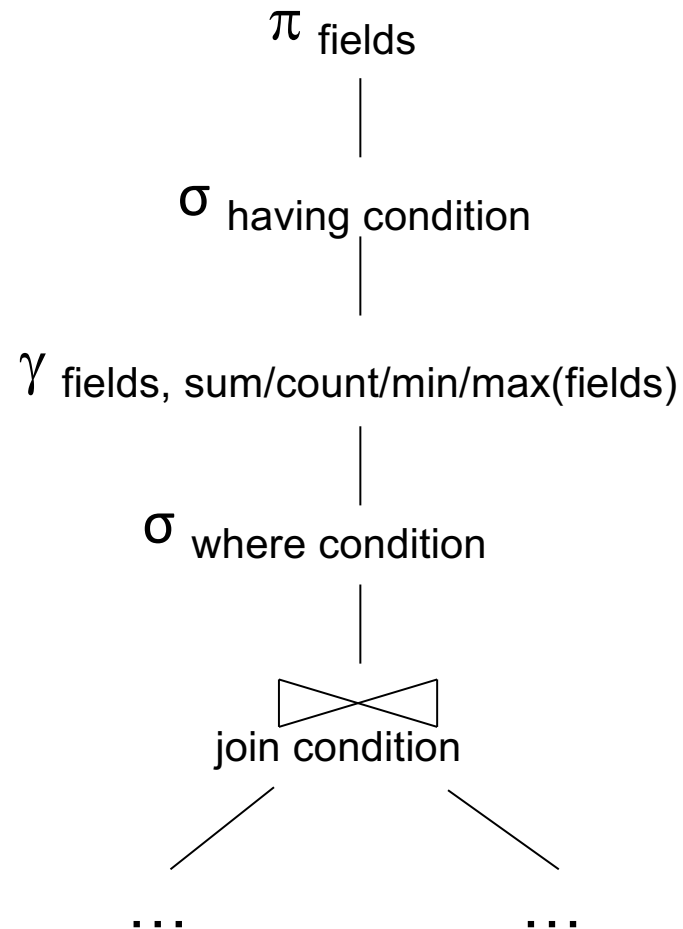 π fields
σ having condition
γ fields, sum/count/min/max(fields)
σ where condition
join condition
... ...